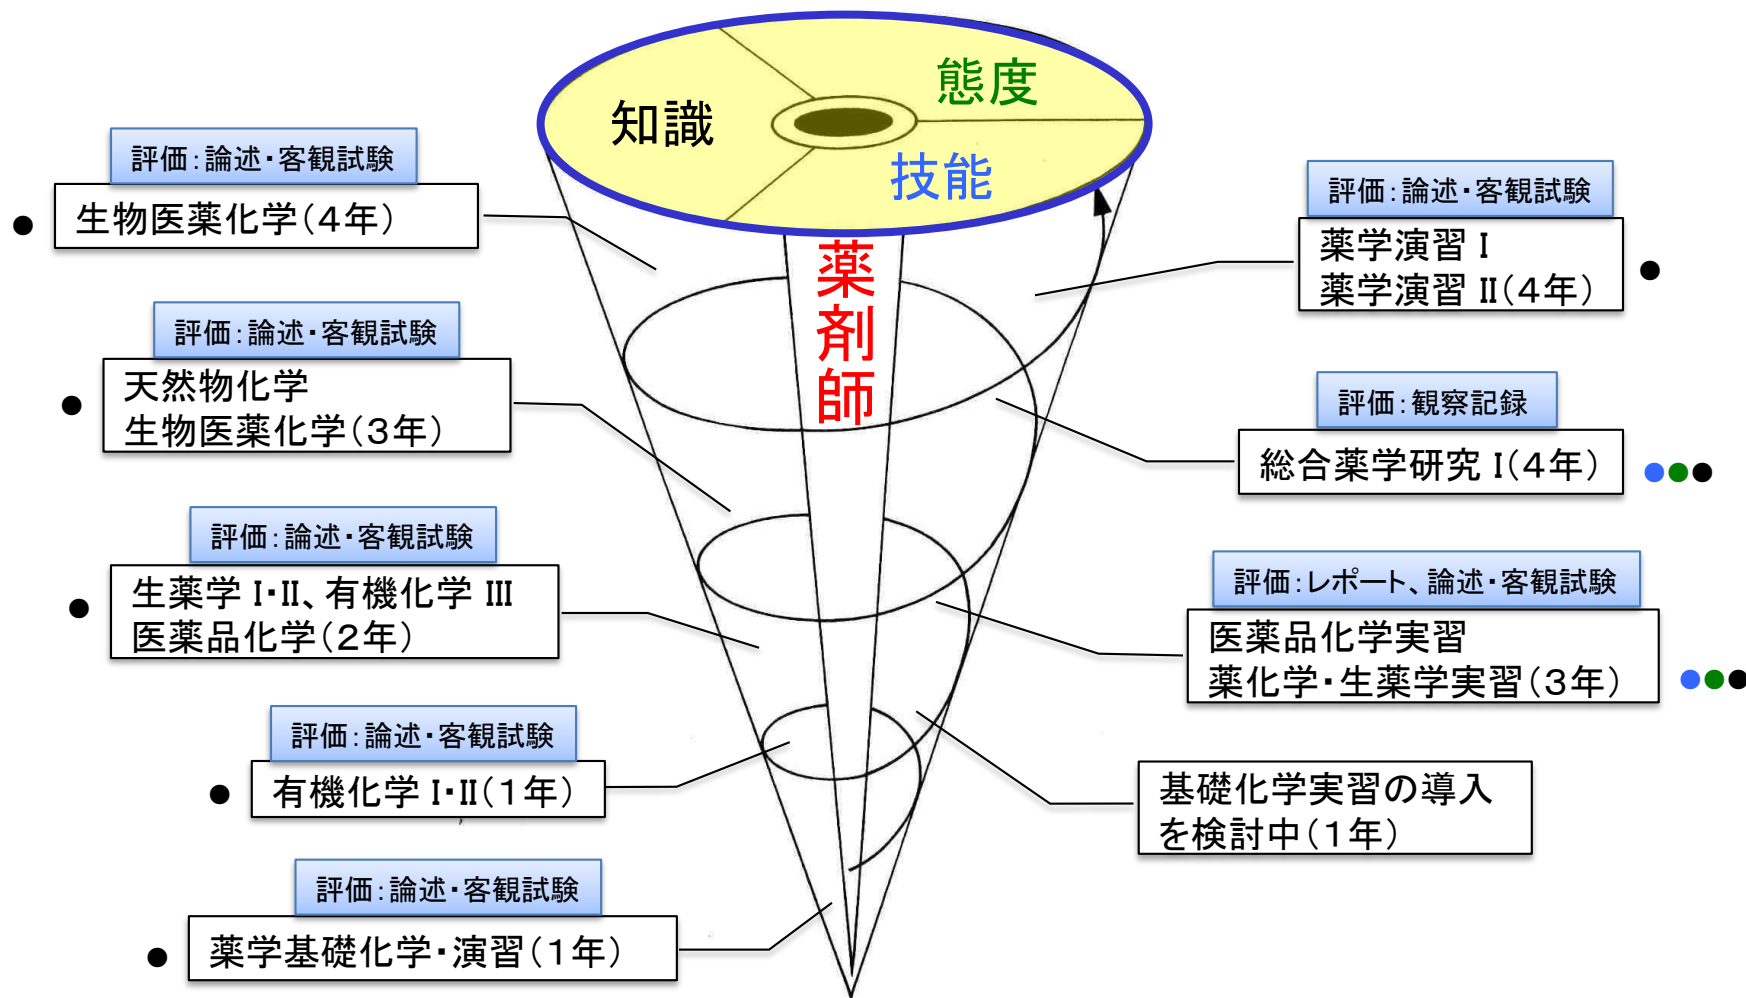 知識
態度
技能
薬剤師
評価：論述・客観試験
生物医薬化学（４年）
評価：論述・客観試験
天然物化学
生物医薬化学（３年）
評価：論述・客観試験
生薬学 I・II、有機化学 III
医薬品化学（２年）
評価：論述・客観試験
有機化学 I・II（１年）
評価：論述・客観試験
薬学基礎化学・演習（１年）
評価：論述・客観試験
薬学演習 I
薬学演習 II（４年）
評価：観察記録
総合薬学研究 I（４年）
評価：レポート、論述・客観試験
医薬品化学実習
薬化学・生薬学実習（３年）
基礎化学実習の導入
を検討中（１年）